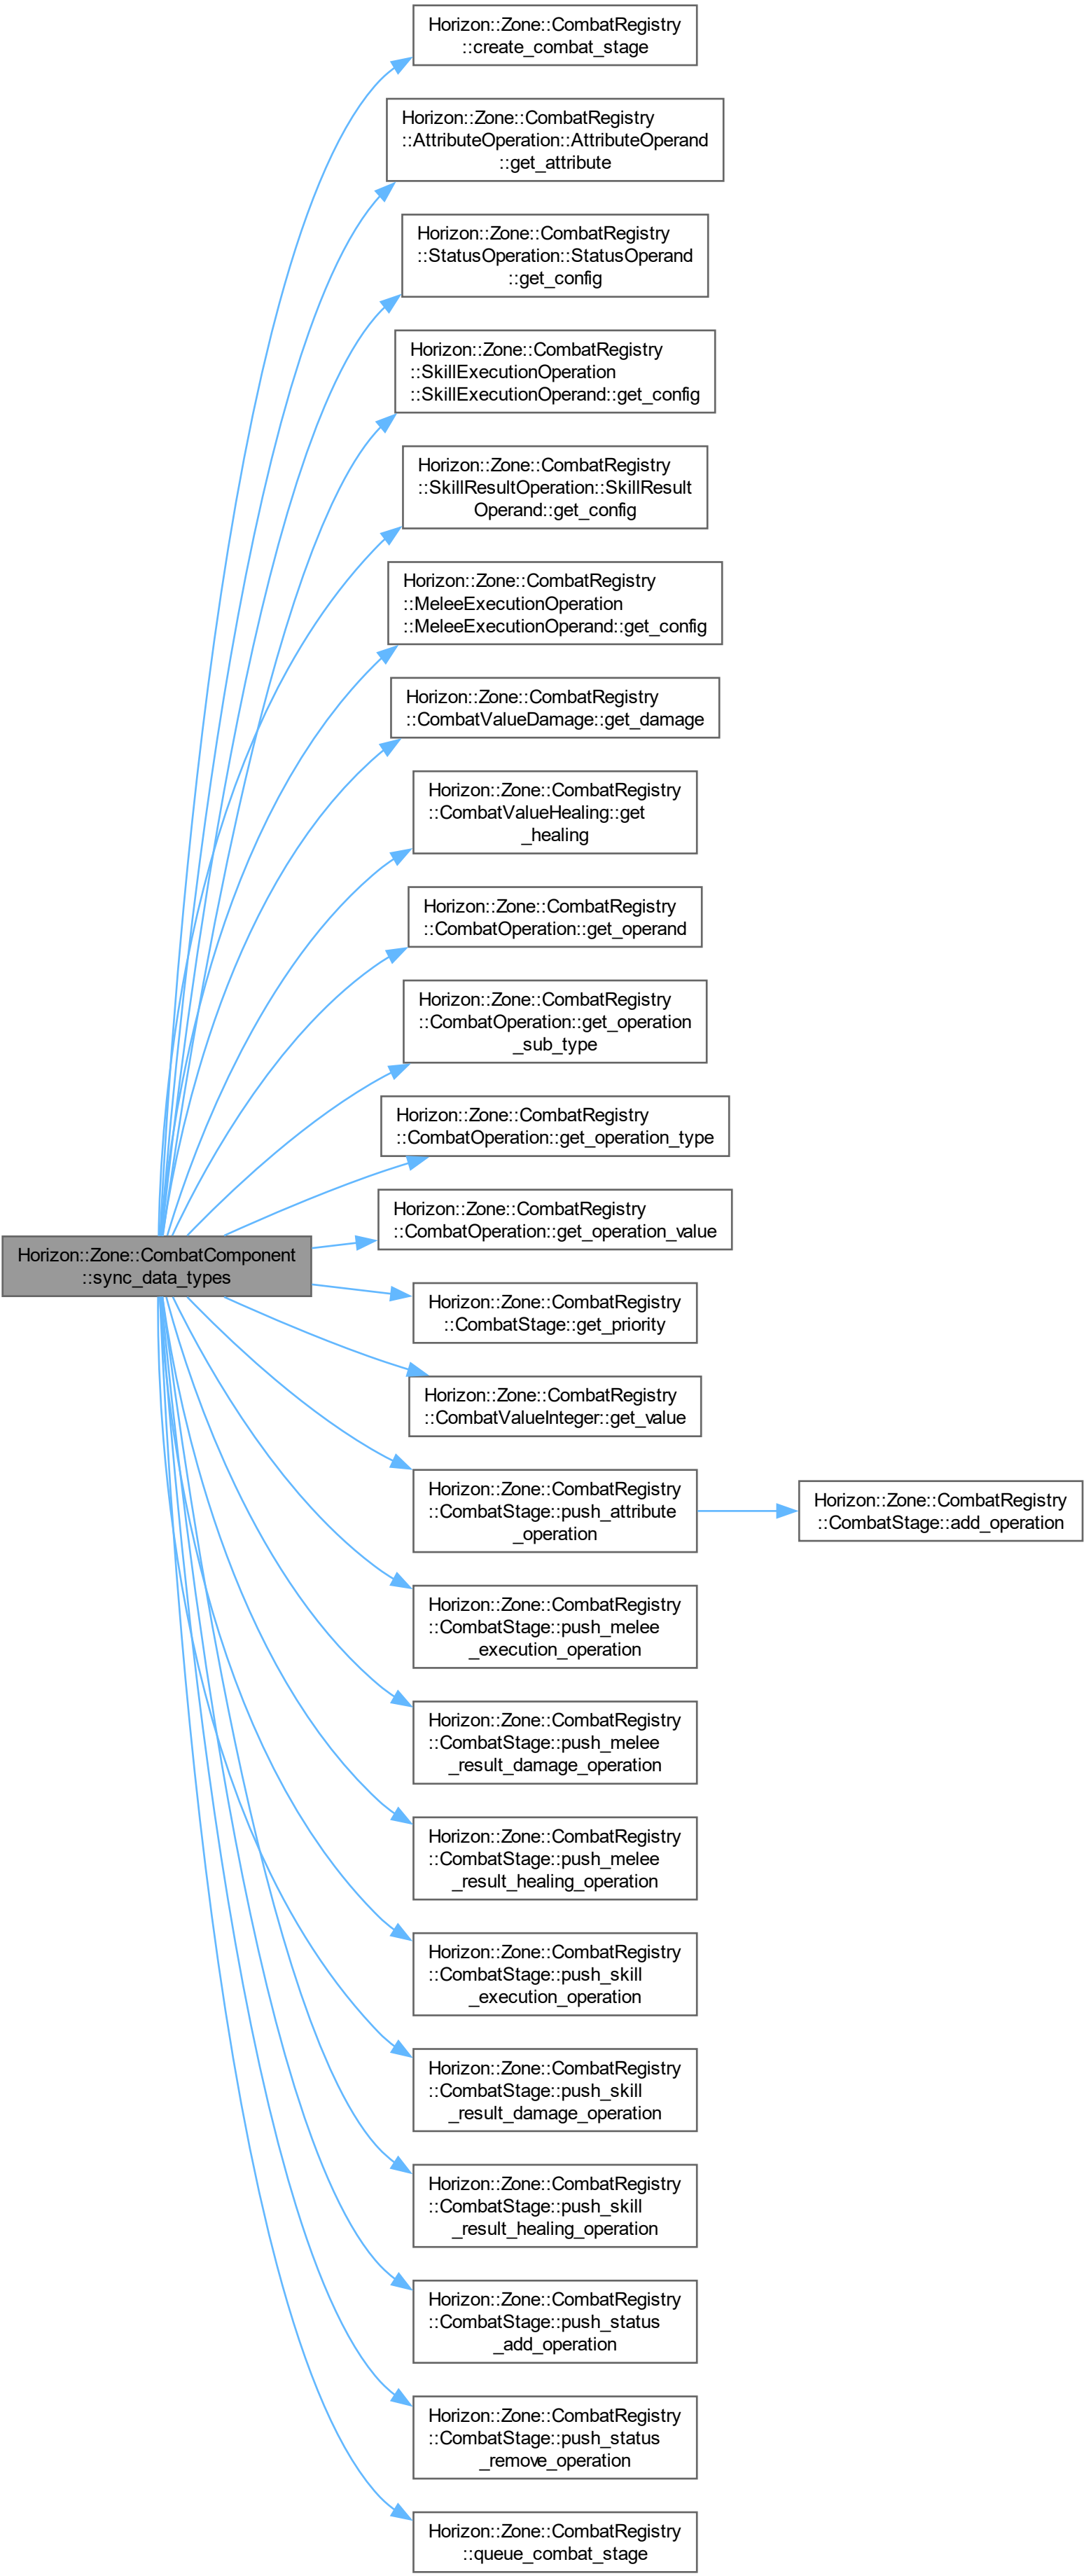 Horizon::Zone::CombatRegistry
::create_combat_stage
Horizon::Zone::CombatRegistry
::AttributeOperation::AttributeOperand
::get_attribute
Horizon::Zone::CombatRegistry
::StatusOperation::StatusOperand
::get_config
Horizon::Zone::CombatRegistry
::SkillExecutionOperation
::SkillExecutionOperand::get_config
Horizon::Zone::CombatRegistry
::SkillResultOperation::SkillResult
Operand::get_config
Horizon::Zone::CombatRegistry
::MeleeExecutionOperation
::MeleeExecutionOperand::get_config
Horizon::Zone::CombatRegistry
::CombatValueDamage::get_damage
Horizon::Zone::CombatRegistry
::CombatValueHealing::get
_healing
Horizon::Zone::CombatRegistry
::CombatOperation::get_operand
Horizon::Zone::CombatRegistry
::CombatOperation::get_operation
_sub_type
Horizon::Zone::CombatRegistry
::CombatOperation::get_operation_type
Horizon::Zone::CombatRegistry
::CombatOperation::get_operation_value
Horizon::Zone::CombatComponent
::sync_data_types
Horizon::Zone::CombatRegistry
::CombatStage::get_priority
Horizon::Zone::CombatRegistry
::CombatValueInteger::get_value
Horizon::Zone::CombatRegistry
::CombatStage::push_attribute
_operation
Horizon::Zone::CombatRegistry
::CombatStage::add_operation
Horizon::Zone::CombatRegistry
::CombatStage::push_melee
_execution_operation
Horizon::Zone::CombatRegistry
::CombatStage::push_melee
_result_damage_operation
Horizon::Zone::CombatRegistry
::CombatStage::push_melee
_result_healing_operation
Horizon::Zone::CombatRegistry
::CombatStage::push_skill
_execution_operation
Horizon::Zone::CombatRegistry
::CombatStage::push_skill
_result_damage_operation
Horizon::Zone::CombatRegistry
::CombatStage::push_skill
_result_healing_operation
Horizon::Zone::CombatRegistry
::CombatStage::push_status
_add_operation
Horizon::Zone::CombatRegistry
::CombatStage::push_status
_remove_operation
Horizon::Zone::CombatRegistry
::queue_combat_stage